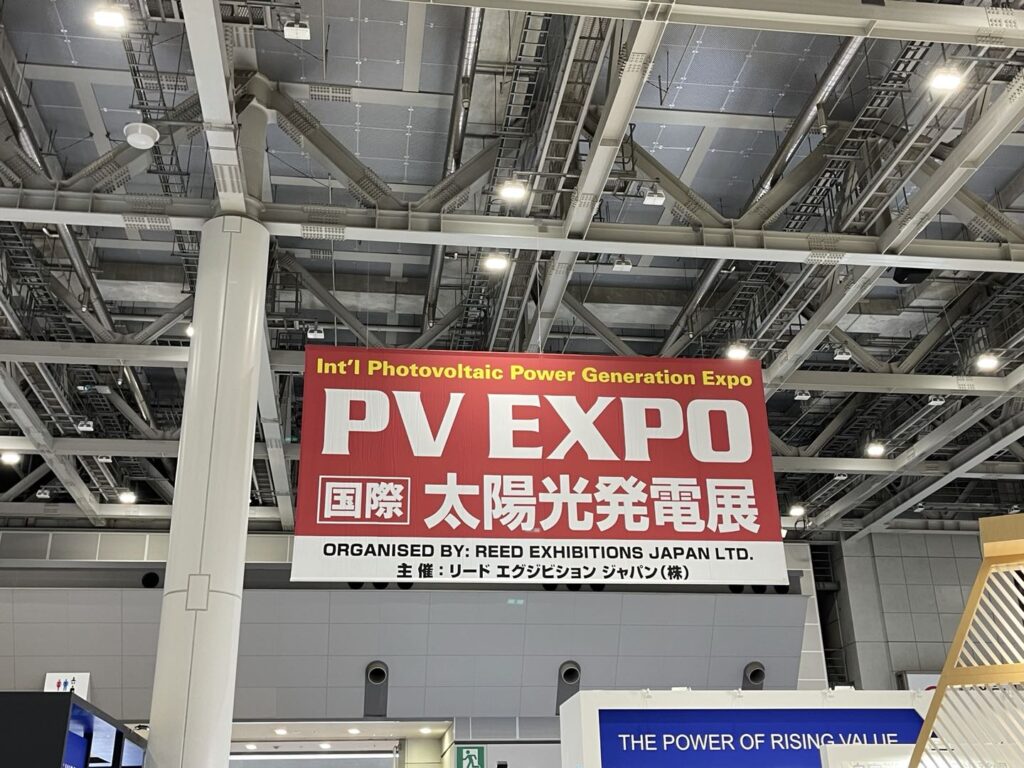 Int'l Photovoltaic Power Generation Expo
PV EXPO
国際 太陽光発電展
ORGANISED BY: REED EXHIBITIONS JAPAN LTD.
主 催：リード エグジビション ジャパン（株）
THE POWER OF RISING VALUE